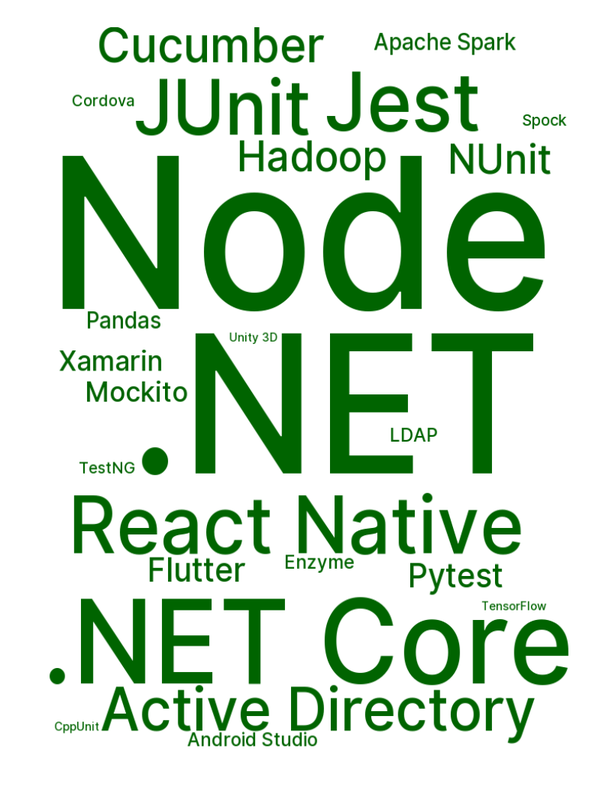 Cucumber
Apache Spark
Cordova
JUnit
Jest
Spock
Hadoop
NUnit
Node
Pandas
Unity 3D
.NET
Xamarin
Mockito
LDAP
TestNG
React Native
Flutter
Enzyme
Pytest
TensorFlow
.NET Core
Active Directory
CppUnit
Android Studio